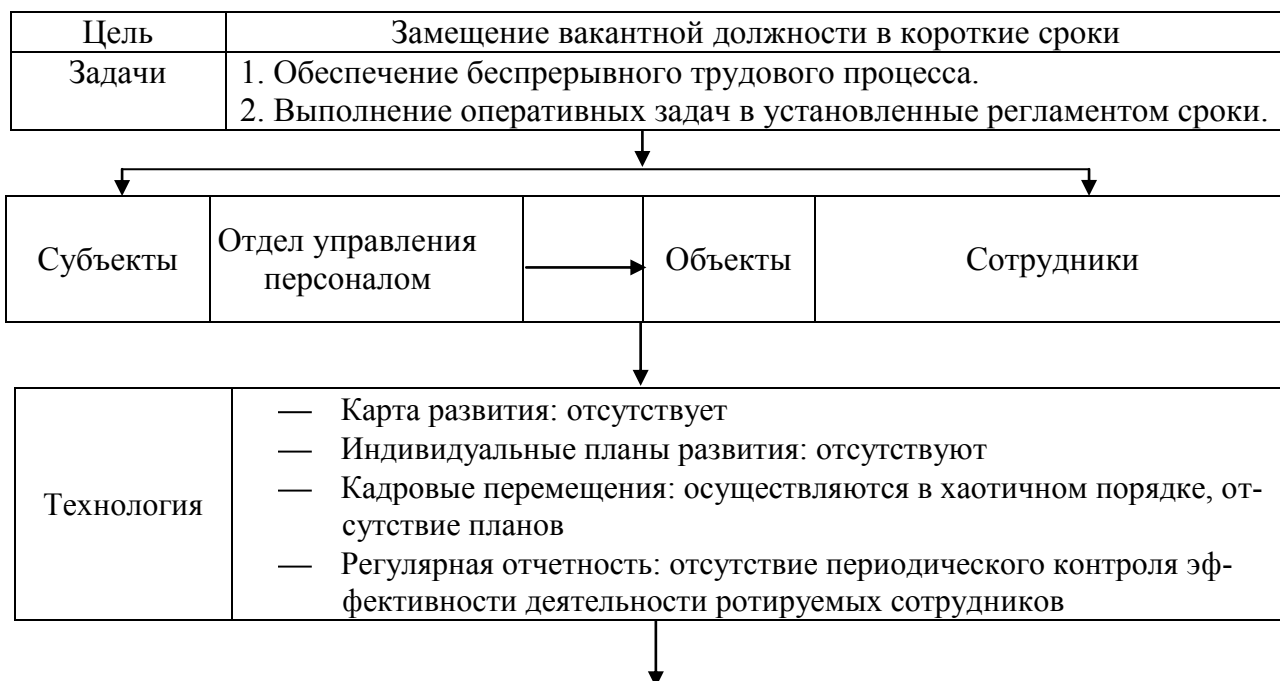 Цель Замещение вакантной должности в короткие сроки
Задачи 1. Обеспечение беспрерывного трудового процесса.
2. Выполнение оперативных задач в установленные регламентом сроки.
Субъекты Отдел управления персоналом Объекты Сотрудники
Технология
— Карта развития: отсутствует
— Индивидуальные планы развития: отсутствуют
— Кадровые перемещения: осуществляются в хаотичном порядке, от-
сутствие планов
— Регулярная отчетность: отсутствие периодического контроля эф-
фективности деятельности ротируемых сотрудников